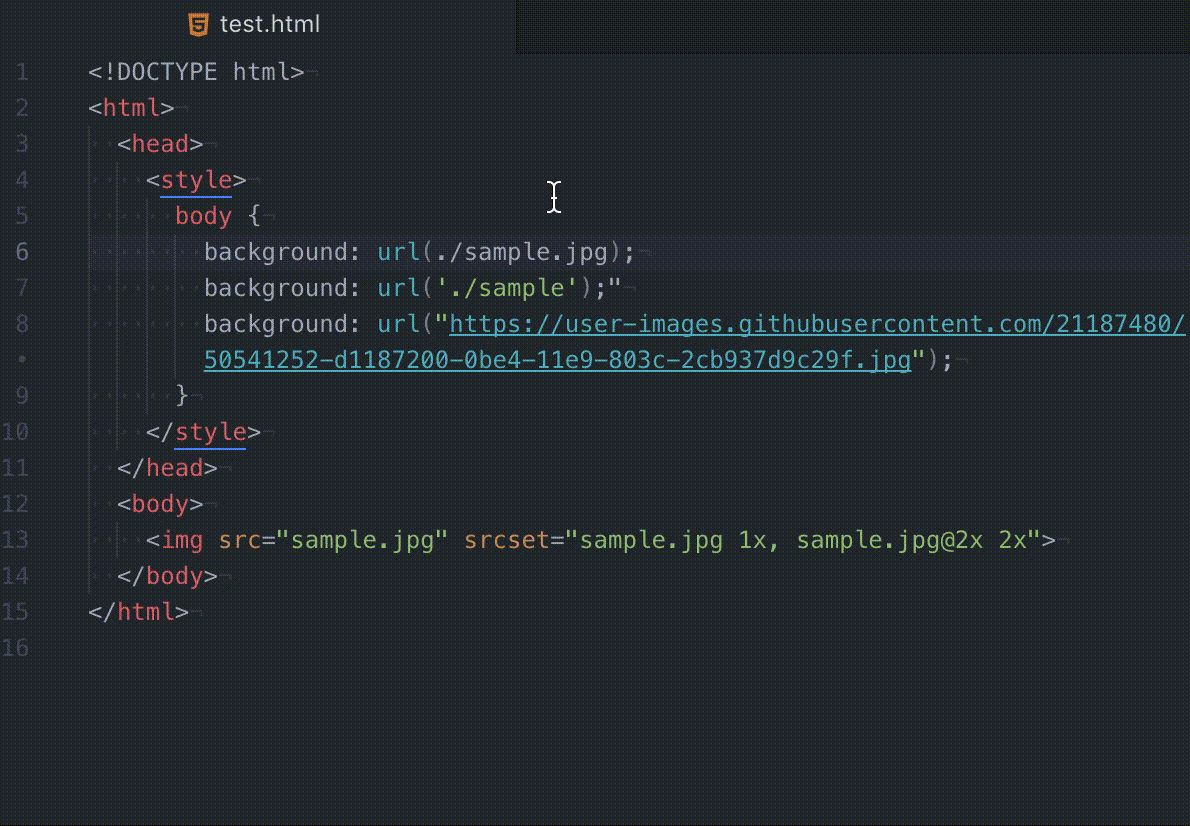 test.html
1 <!DOCTYPE html>
2 <html>
3 <head>
4 <style>
5 body {
6 background: url(./sample.jpg);
7 background: url('./sample');"
8 background: url("https://user-images.githubusercontent.com/21187480/
• 50541252-d1187200-0be4-11e9-803c-2cb937d9c29f.jpg");
9 }
10 </style>
11 </head>
12 <body>
13 <img src="sample.jpg" srcset="sample.jpg 1x, sample.jpg@2x 2x">
14 </body>
15 </html>
16